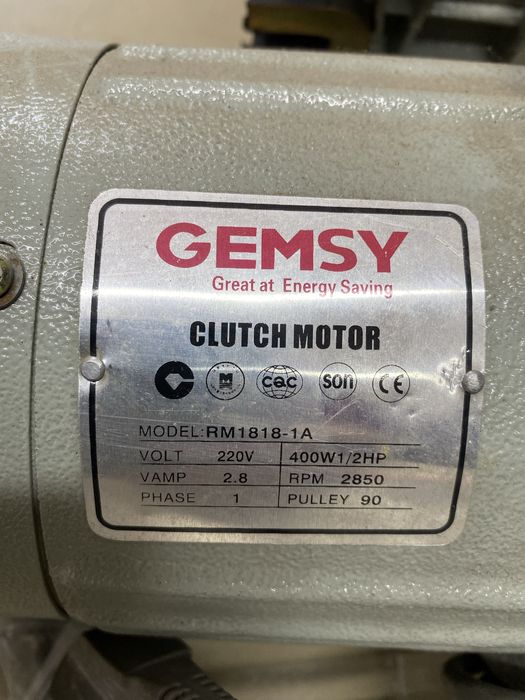 GEMSY
Great at Energy Saving
CLUTCH MOTOR
M CQC son CE
MODEL:RM1818-1A
VOLT 220V 400W1/2HP
VAMP 2.8 RPM 2850
PHASE 1 PULLEY 90